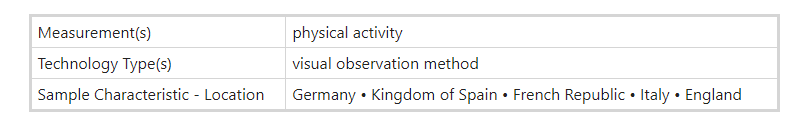 Measurement(s) physical activity
Technology Type(s) visual observation method
Sample Characteristic - Location Germany • Kingdom of Spain • French Republic • Italy • England